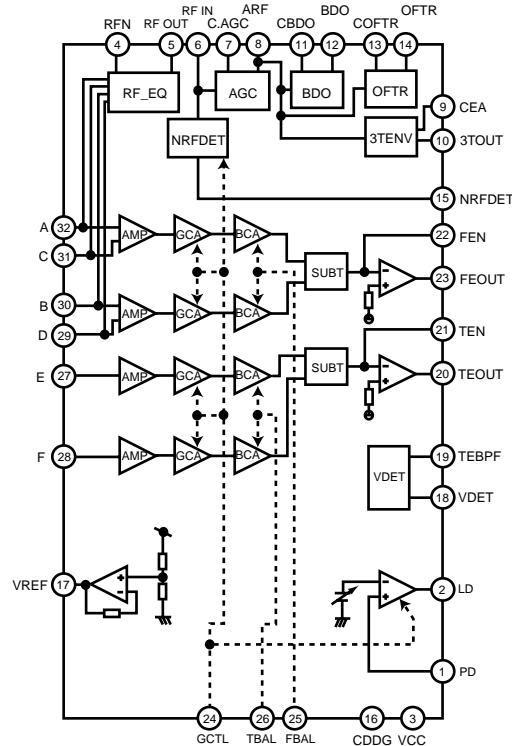 RFN RF OUT RF IN C.AGC ARF CBDO BDO COFTR OFTR
4 5 6 7 8 11 12 13 14
RF_EQ AGC BDO OFTR
9 CEA
NRFDET 3TENV 10 3TOUT
15 NRFDET
A 32 AMP GCA BCA 22 FEN
C 31 SUBT - + 23 FEOUT
B 30 AMP GCA BCA
D 29 21 TEN
E 27 AMP GCA BCA SUBT - + 20 TEOUT
F 28 AMP GCA BCA 19 TEBPF
VDET 18 VDET
VREF 17 + - - + 2 LD
1 PD
24 26 25 16 3
GCTL TBAL FBAL CDDG VCC